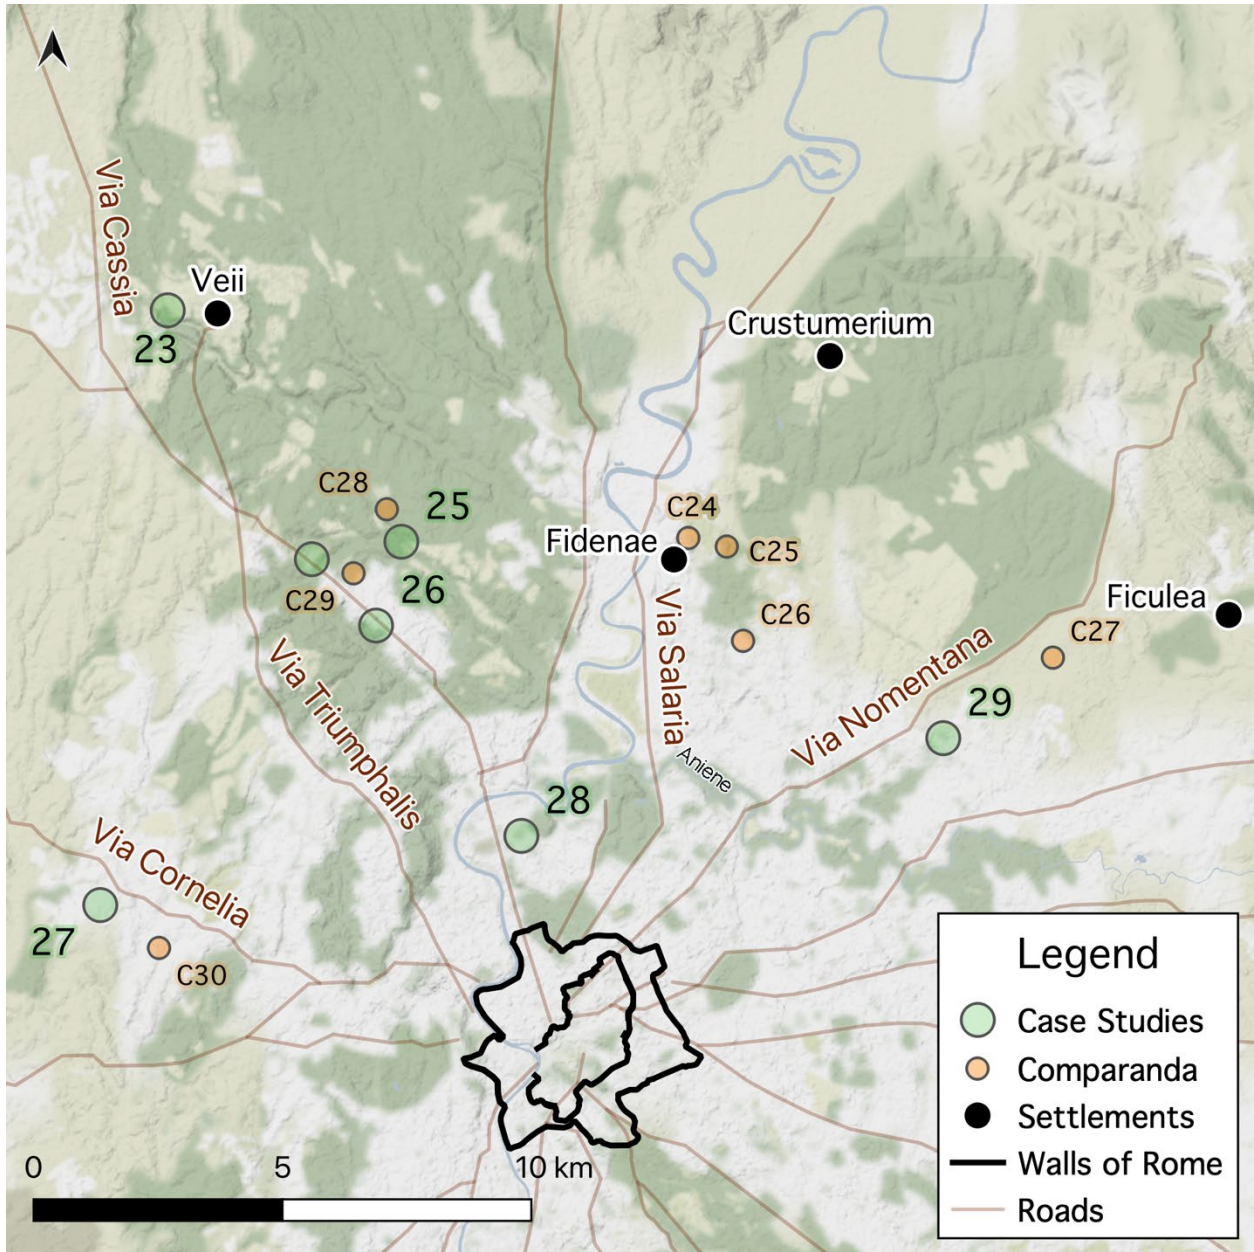 Via Cassia
Veii
23
Crustumerium
C28
25
C24
Fidenae
C25
C29
26
Ficulea
C26
C27
Via Salaria
Via Triumphalis
Via Nomentana
29
Aniene
28
Via Cornelia
27
C30
Legend
Case Studies
Comparanda
Settlements
Walls of Rome
Roads
0 5 10 km